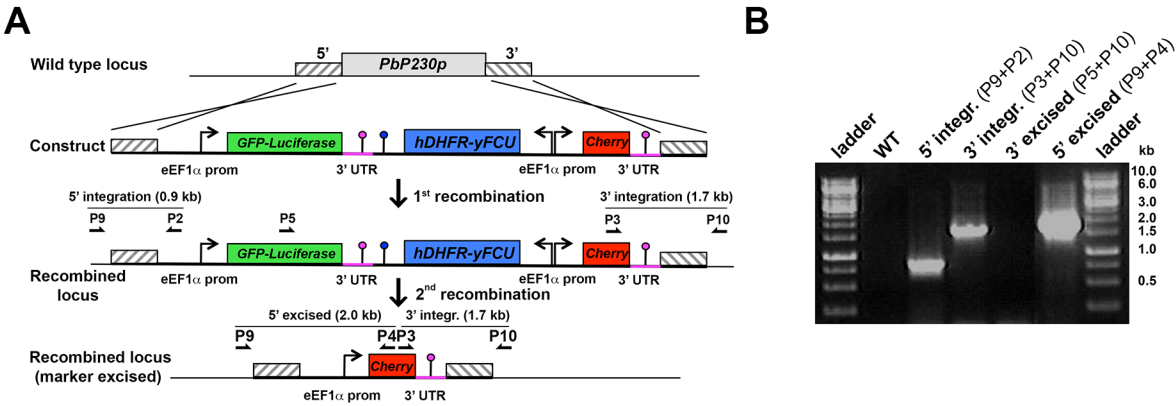 A
5’ 3’
Wild type locus
PbP230p
Construct
GFP-Luciferase
hDHFR-yFCU
Cherry
eEF1α prom
3’ UTR
eEF1α prom
3’ UTR
5’ integration (0.9 kb)
1st recombination
3’ integration (1.7 kb)
P9 P2 P5 P3 P10
Recombined
locus
GFP-Luciferase
hDHFR-yFCU
Cherry
eEF1α prom
3’ UTR
eEF1α prom
3’ UTR
2nd recombination
5’ excised (2.0 kb) 3’ integr. (1.7 kb)
P9 P4 P3 P10
Recombined locus
(marker excised)
Cherry
eEF1α prom
3’ UTR
B
ladder
WT
5’ integr. (P9+P2)
3’ integr. (P3+P10)
3’ excised (P5+P10)
5’ excised (P9+P4)
ladder
kb
10.0
6.0
3.0
2.0
1.5
1.0
0.5